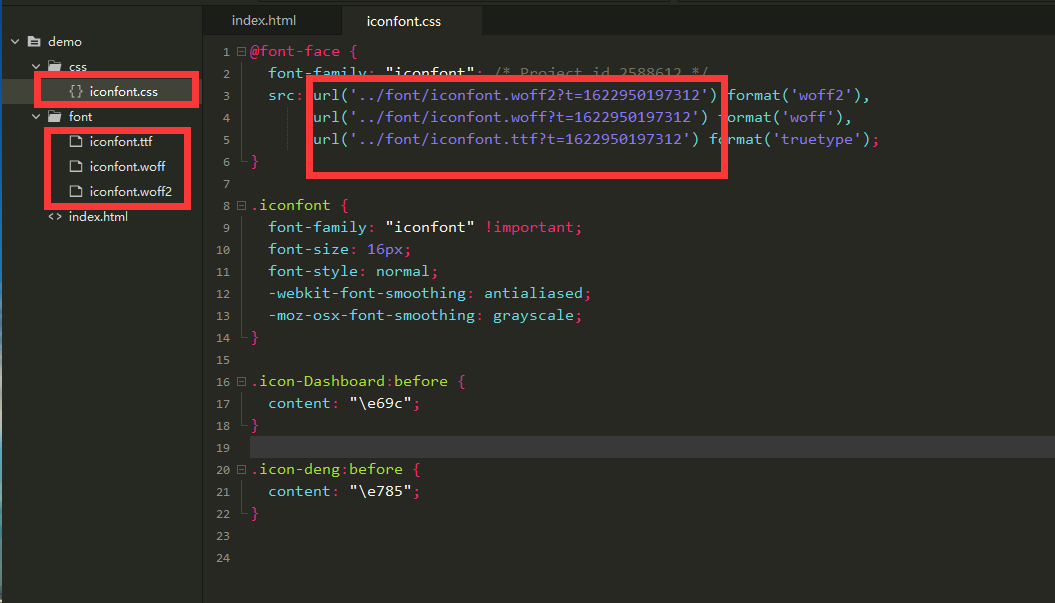 index.html
iconfont.css
demo
css
{} iconfont.css
font
iconfont.ttf
iconfont.woff
iconfont.woff2
<> index.html
1 @font-face {
2 font-family: "iconfont"; /* Project id 2588612 */
3 src: url('../font/iconfont.woff2?t=1622950197312') format('woff2'),
4 url('../font/iconfont.woff?t=1622950197312') format('woff'),
5 url('../font/iconfont.ttf?t=1622950197312') format('truetype');
6 }
7
8 .iconfont {
9 font-family: "iconfont" !important;
10 font-size: 16px;
11 font-style: normal;
12 -webkit-font-smoothing: antialiased;
13 -moz-osx-font-smoothing: grayscale;
14 }
15
16 .icon-Dashboard:before {
17 content: "\e69c";
18 }
19
20 .icon-deng:before {
21 content: "\e785";
22 }
23
24